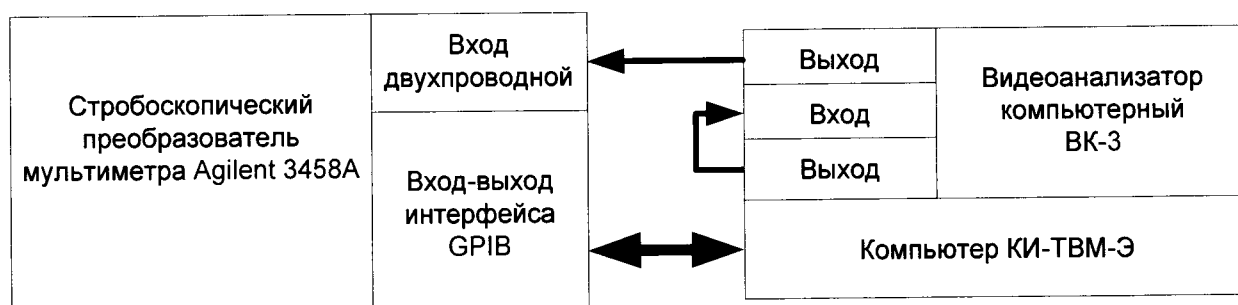 Стробоскопический
преобразователь
мультиметра Agilent 3458A
Вход
двухпроводной
Вход-выход
интерфейса
GPIB
Выход
Вход
Выход
Видеоанализатор
компьютерный
ВК-3
Компьютер КИ-ТВМ-Э